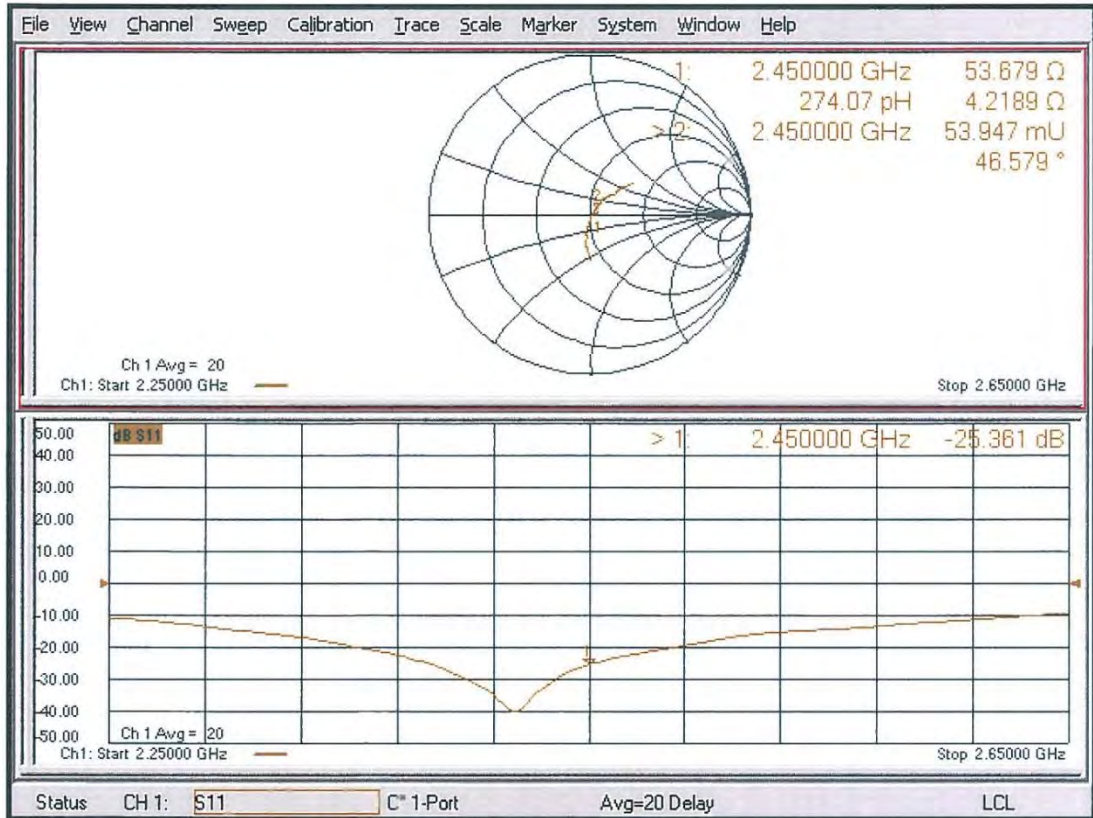 File View Channel Sweep Calibration Trace Scale Marker System Window Help
1: 2.450000 GHz 53.679 Ω
274.07 pH 4.2189 Ω
> 2: 2.450000 GHz 53.947 mU
46.579 °
2
1
Ch 1 Avg = 20
Ch1: Start 2.25000 GHz Stop 2.65000 GHz
50.00 dB S11 > 1: 2.450000 GHz -25.361 dB
40.00
30.00
20.00
10.00
0.00
-10.00
-20.00
-30.00
-40.00
-50.00 Ch 1 Avg = 20
Ch1: Start 2.25000 GHz Stop 2.65000 GHz
Status CH 1: S11 C* 1-Port Avg=20 Delay LCL